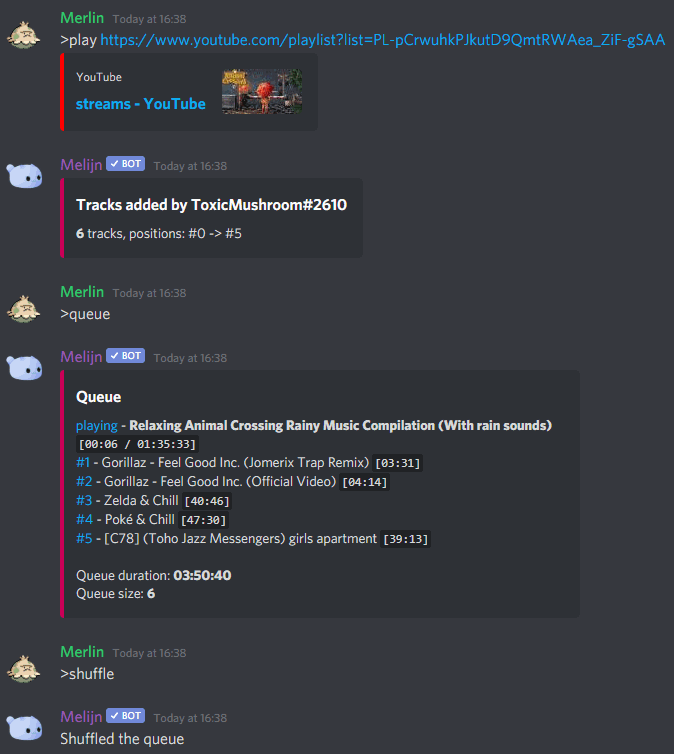 Merlin Today at 16:38
>play https://www.youtube.com/playlist?list=PL-pCrwuhkPJkutD9QmtRWAea_ZiF-gSAA
YouTube
streams - YouTube
Melijn ✓ BOT Today at 16:38
Tracks added by ToxicMushroom#2610
6 tracks, positions: #0 -> #5
Merlin Today at 16:38
>queue
Melijn ✓ BOT Today at 16:38
Queue
playing - Relaxing Animal Crossing Rainy Music Compilation (With rain sounds)
[00:06 / 01:35:33]
#1 - Gorillaz - Feel Good Inc. (Jomerix Trap Remix) [03:31]
#2 - Gorillaz - Feel Good Inc. (Official Video) [04:14]
#3 - Zelda & Chill [40:46]
#4 - Poké & Chill [47:30]
#5 - [C78] (Toho Jazz Messengers) girls apartment [39:13]
Queue duration: 03:50:40
Queue size: 6
Merlin Today at 16:38
>shuffle
Melijn ✓ BOT Today at 16:38
Shuffled the queue